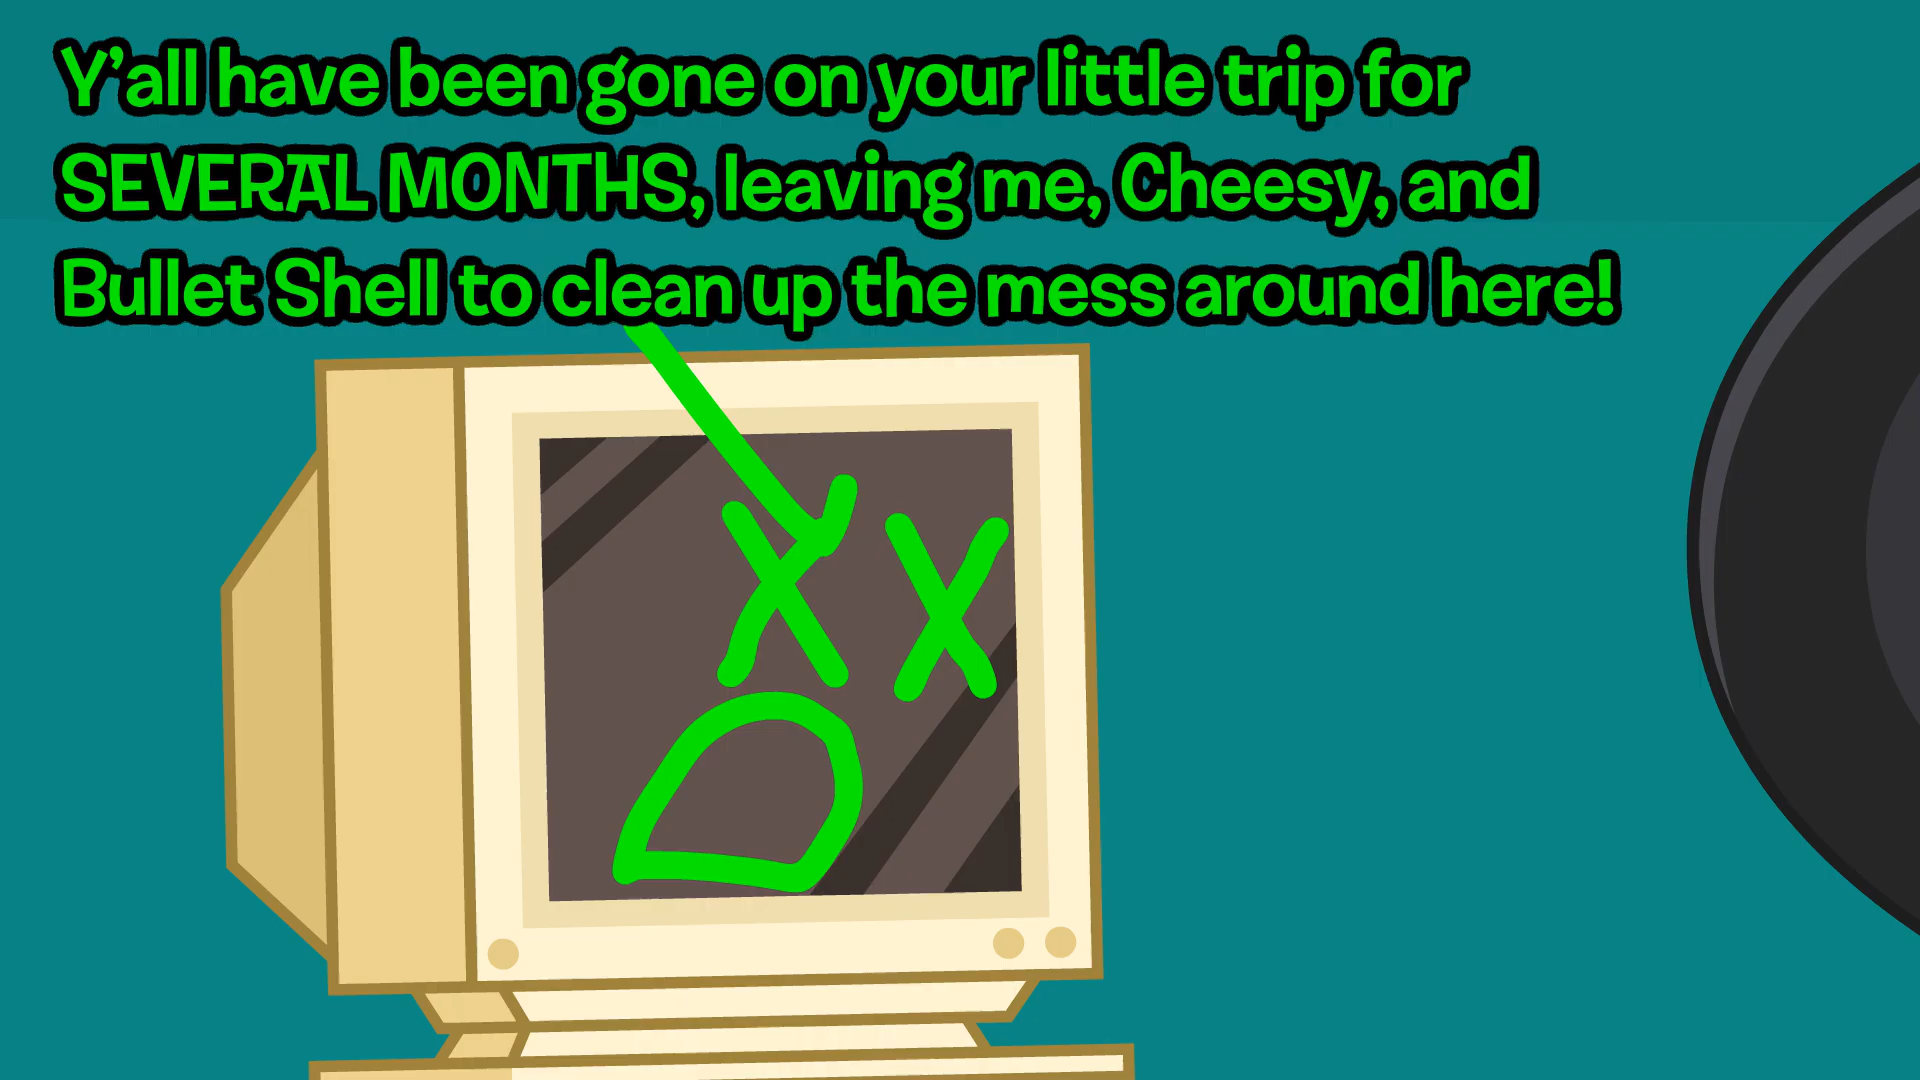 Y'all have been gone on your little trip for
SEVERAL MONTHS, leaving me, Cheesy, and
Bullet Shell to clean up the mess around here!